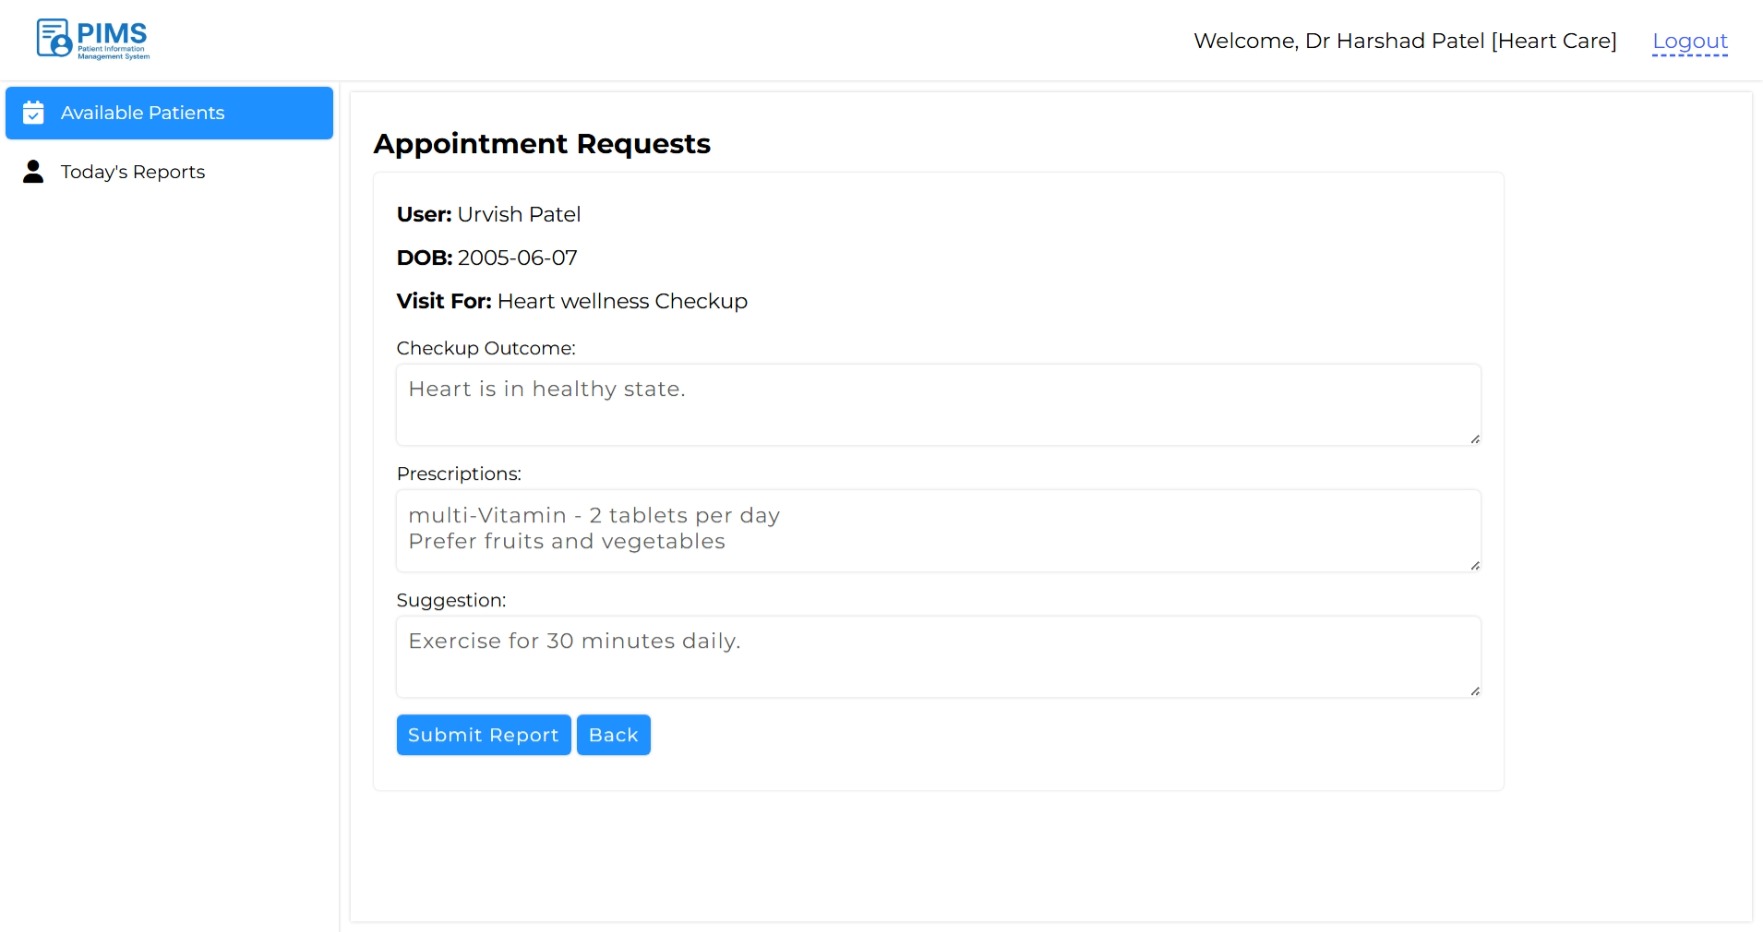 PIMS
Patient Information
Management System
Welcome, Dr Harshad Patel [Heart Care]
Logout
Available Patients
Today's Reports
Appointment Requests
User: Urvish Patel
DOB: 2005-06-07
Visit For: Heart wellness Checkup
Checkup Outcome:
Heart is in healthy state.
Prescriptions:
multi-Vitamin - 2 tablets per day
Prefer fruits and vegetables
Suggestion:
Exercise for 30 minutes daily.
Submit Report
Back